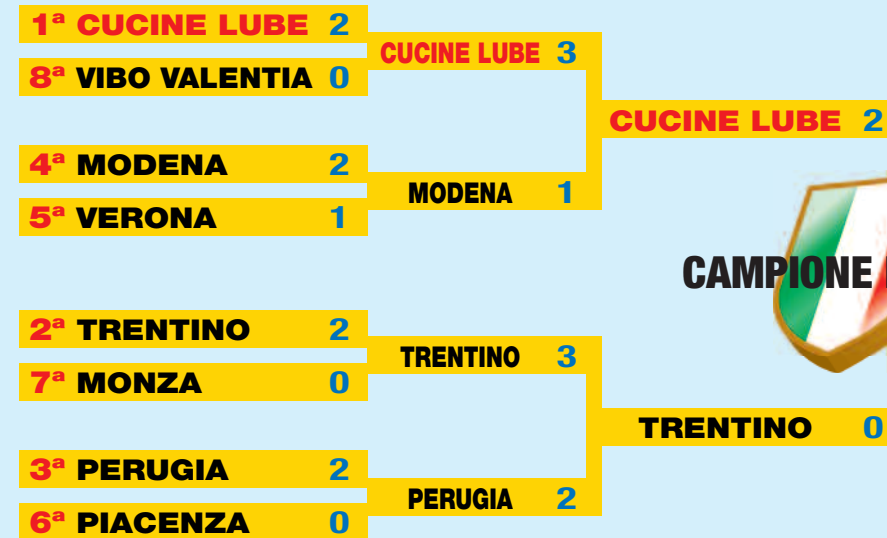 1ª CUCINE LUBE 2
8ª VIBO VALENTIA 0
4ª MODENA 2
5ª VERONA 1
2ª TRENTINO 2
7ª MONZA 0
3ª PERUGIA 2
6ª PIACENZA 0
CUCINE LUBE 3
MODENA 1
TRENTINO 3
PERUGIA 2
CUCINE LUBE 2
TRENTINO 0
CAMPIONE